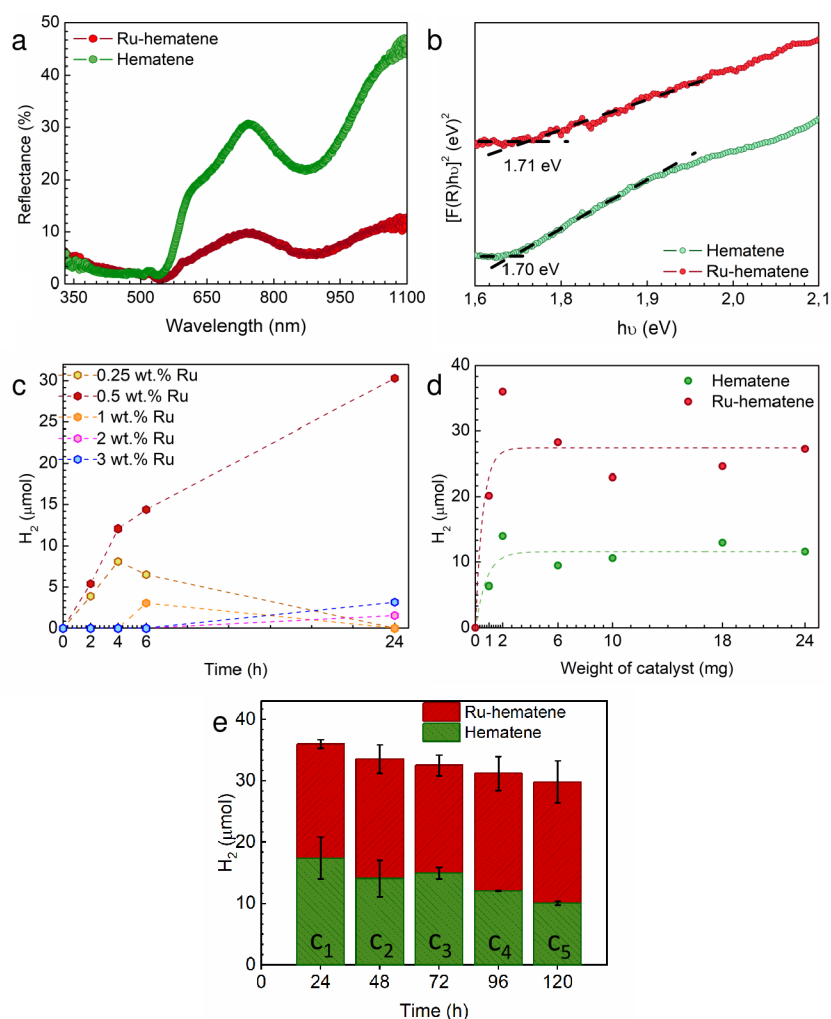 a
Ru-hematene
Hematene
Reflectance (%)
50
40
30
20
10
0
350 500 650 800 950 1100
Wavelength (nm)
b
[F(R)hυ]² (eV)²
1.71 eV
1.70 eV
Hematene
Ru-hematene
1,6 1,8 1,9 2,0 2,1
hυ (eV)
c
0.25 wt.% Ru
0.5 wt.% Ru
1 wt.% Ru
2 wt.% Ru
3 wt.% Ru
H₂ (μmol)
30
25
20
15
10
5
0
0 2 4 6 24
Time (h)
d
Hematene
Ru-hematene
H₂ (μmol)
40
30
20
10
0
0 1 2 6 10 18 24
Weight of catalyst (mg)
e
Ru-hematene
Hematene
H₂ (μmol)
40
30
20
10
0
C₁ C₂ C₃ C₄ C₅
0 24 48 72 96 120
Time (h)